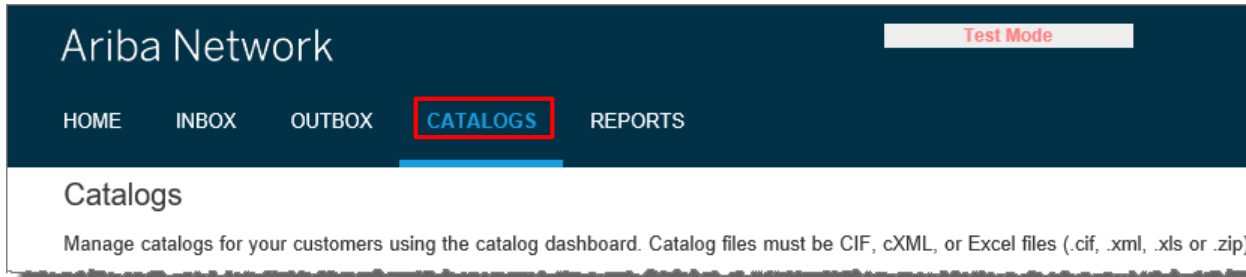 Ariba Network
Test Mode
HOME INBOX OUTBOX CATALOGS REPORTS
Catalogs
Manage catalogs for your customers using the catalog dashboard. Catalog files must be CIF, cXML, or Excel files (.cif, .xml, .xls or .zip)